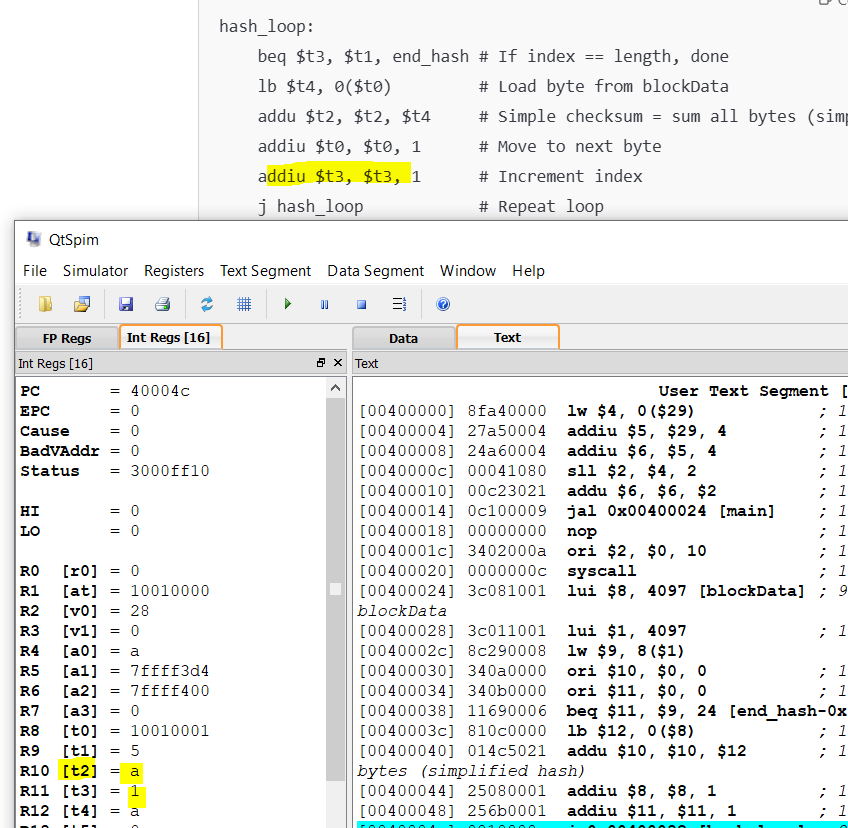 hash_loop:
beq $t3, $t1, end_hash # If index == length, done
lb $t4, 0($t0) # Load byte from blockData
addu $t2, $t2, $t4 # Simple checksum = sum all bytes (sim
addiu $t0, $t0, 1 # Move to next byte
addiu $t3, $t3, 1 # Increment index
j hash_loop # Repeat loop
QtSpim
File Simulator Registers Text Segment Data Segment Window Help
FP Regs Int Regs [16]
Data Text
Int Regs [16]
Text
PC = 40004c
EPC = 0
Cause = 0
BadVAddr = 0
Status = 3000ff10
HI = 0
LO = 0
R0 [r0] = 0
R1 [at] = 10010000
R2 [v0] = 28
R3 [v1] = 0
R4 [a0] = a
R5 [a1] = 7ffff3d4
R6 [a2] = 7ffff400
R7 [a3] = 0
R8 [t0] = 10010001
R9 [t1] = 5
R10 [t2] = a
R11 [t3] = 1
R12 [t4] = a
User Text Segment [
[00400000] 8fa40000 lw $4, 0($29) ; 1
[00400004] 27a50004 addiu $5, $29, 4 ; 1
[00400008] 24a60004 addiu $6, $5, 4 ; 1
[0040000c] 00041080 sll $2, $4, 2 ; 1
[00400010] 00c23021 addu $6, $6, $2 ; 1
[00400014] 0c100009 jal 0x00400024 [main] ; 1
[00400018] 00000000 nop ; 1
[0040001c] 3402000a ori $2, $0, 10 ; 1
[00400020] 0000000c syscall ; 1
[00400024] 3c081001 lui $8, 4097 [blockData] ; 9
blockData
[00400028] 3c011001 lui $1, 4097 ; 1
[0040002c] 8c290008 lw $9, 8($1)
[00400030] 340a0000 ori $10, $0, 0 ; 1
[00400034] 340b0000 ori $11, $0, 0 ; 1
[00400038] 11690006 beq $11, $9, 24 [end_hash-0x
[0040003c] 810c0000 lb $12, 0($8) ; 1
[00400040] 014c5021 addu $10, $10, $12 ; 1
bytes (simplified hash)
[00400044] 25080001 addiu $8, $8, 1 ; 1
[00400048] 256b0001 addiu $11, $11, 1 ; 1